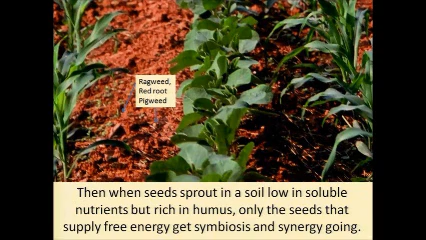 Ragweed,
Red root
Pigweed
Then when seeds sprout in a soil low in soluble
nutrients but rich in humus, only the seeds that
supply free energy get symbiosis and synergy going.